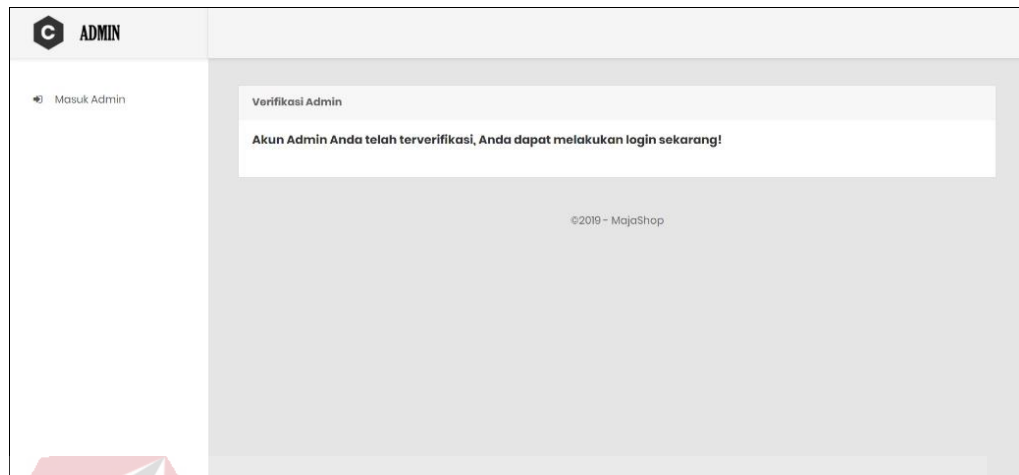 C ADMIN
Masuk Admin
Verifikasi Admin
Akun Admin Anda telah terverifikasi, Anda dapat melakukan login sekarang!
©2019 - MajaShop